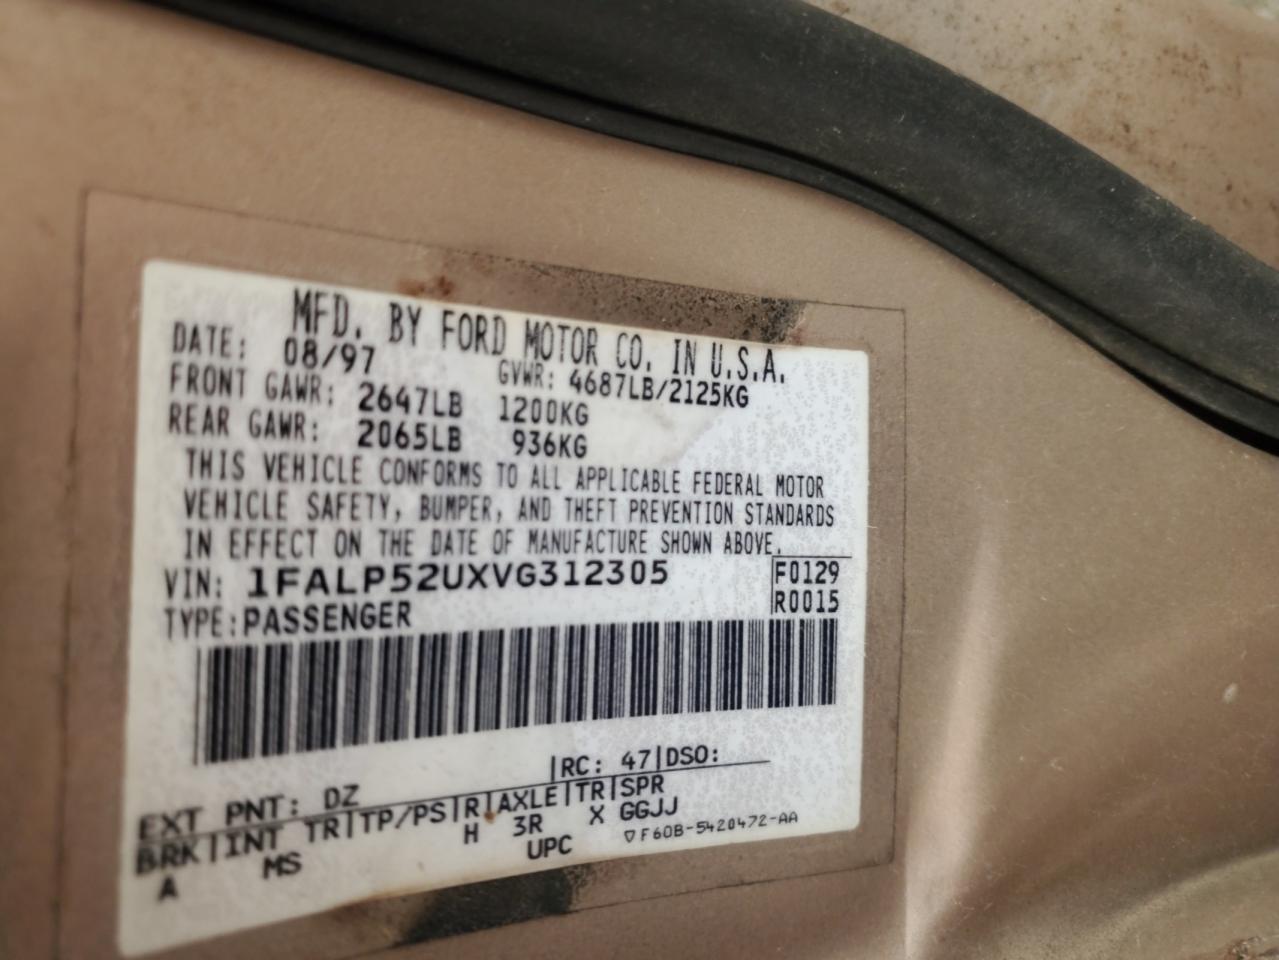 MFD. BY FORD MOTOR CO. IN U.S.A.
DATE: 08/97 GVWR: 4687LB/2125KG
FRONT GAWR: 2647LB 1200KG
REAR GAWR: 2065LB 936KG
THIS VEHICLE CONFORMS TO ALL APPLICABLE FEDERAL MOTOR
VEHICLE SAFETY, BUMPER, AND THEFT PREVENTION STANDARDS
IN EFFECT ON THE DATE OF MANUFACTURE SHOWN ABOVE.
VIN: 1FALP52UXVG312305 F0129
TYPE: PASSENGER R0015
EXT PNT: DZ |RC: 47|DSO:
BRK|INT TR|TP/PS|R|AXLE|TR|SPR
A MS H 3R X GGJJ
UPC ▽F60B-5420472-AA